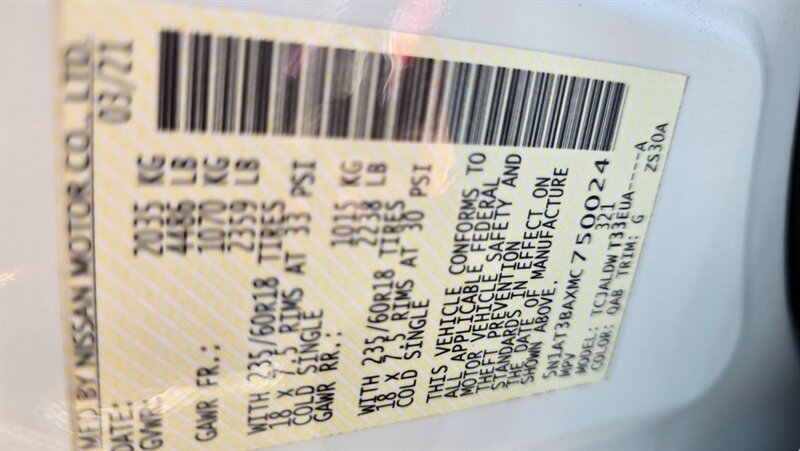 MFD BY NISSAN MOTOR CO., LTD.
DATE: 03/21
GVWR 2035 KG
4486 LB
GAWR FR.: 1070 KG
2359 LB
WITH 235/60R18 TIRES
18 X 7.5 RIMS AT 33 PSI
COLD SINGLE
GAWR RR.: 1015 KG
2238 LB
WITH 235/60R18 TIRES
18 X 7.5 RIMS AT 30 PSI
COLD SINGLE
THIS VEHICLE CONFORMS TO
ALL APPLICABLE FEDERAL
MOTOR VEHICLE SAFETY AND
THEFT PREVENTION
STANDARDS IN EFFECT ON
THE DATE OF MANUFACTURE
SHOWN ABOVE.
5N1AT3BAXMC750024
MPV 321
MODEL: TCJALDWT33EUA----A
COLOR: QAB TRIM: G ZS30A